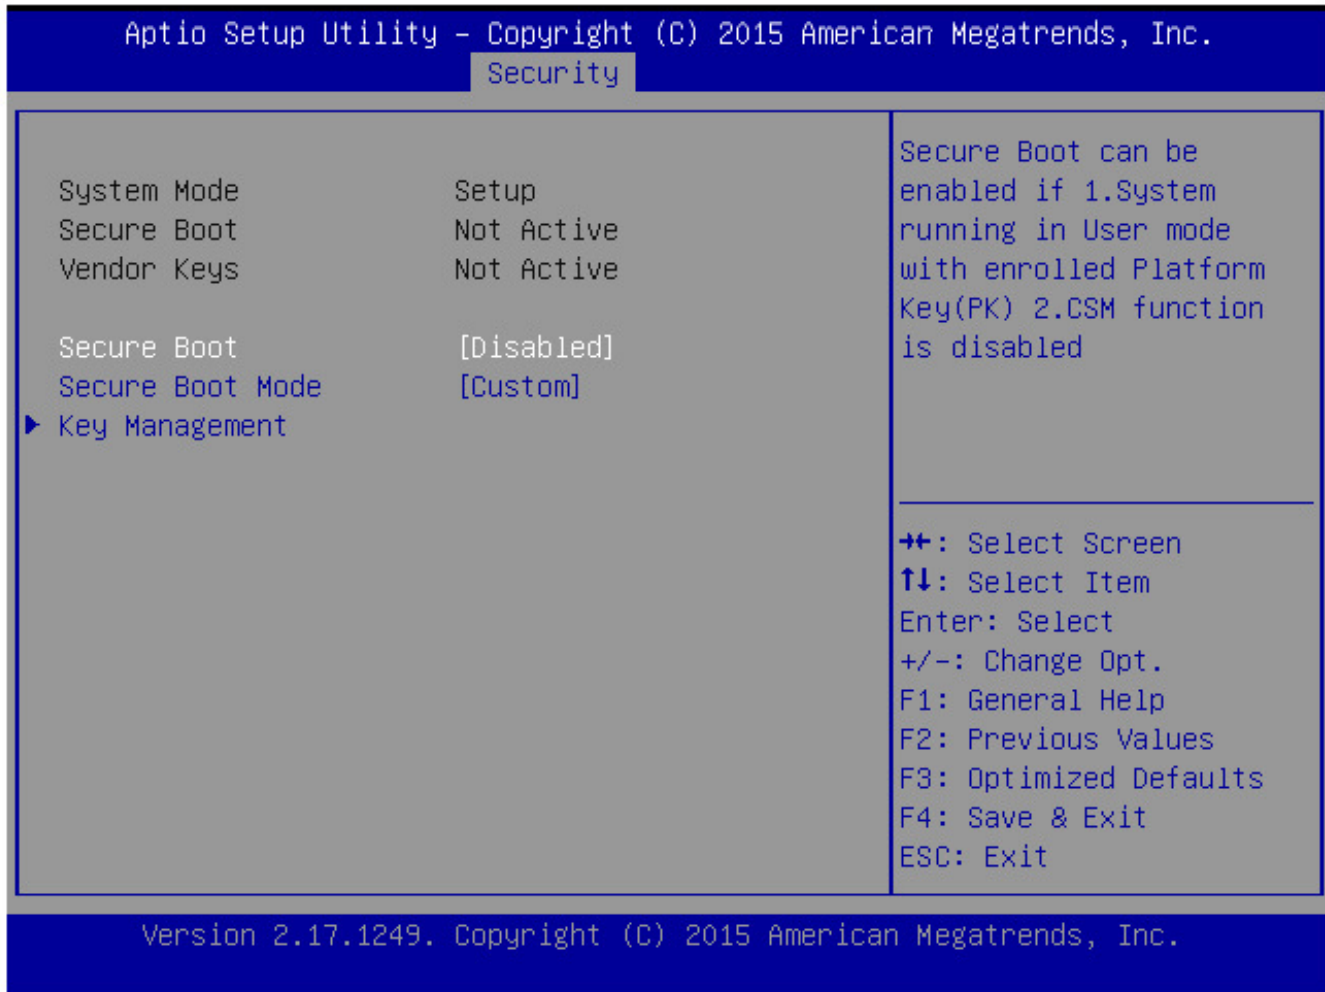 Aptio Setup Utility – Copyright (C) 2015 American Megatrends, Inc.
Security
System Mode Setup
Secure Boot Not Active
Vendor Keys Not Active
Secure Boot [Disabled]
Secure Boot Mode [Custom]
Key Management
Secure Boot can be
enabled if 1.System
running in User mode
with enrolled Platform
Key(PK) 2.CSM function
is disabled
→←: Select Screen
↑↓: Select Item
Enter: Select
+/-: Change Opt.
F1: General Help
F2: Previous Values
F3: Optimized Defaults
F4: Save & Exit
ESC: Exit
Version 2.17.1249. Copyright (C) 2015 American Megatrends, Inc.